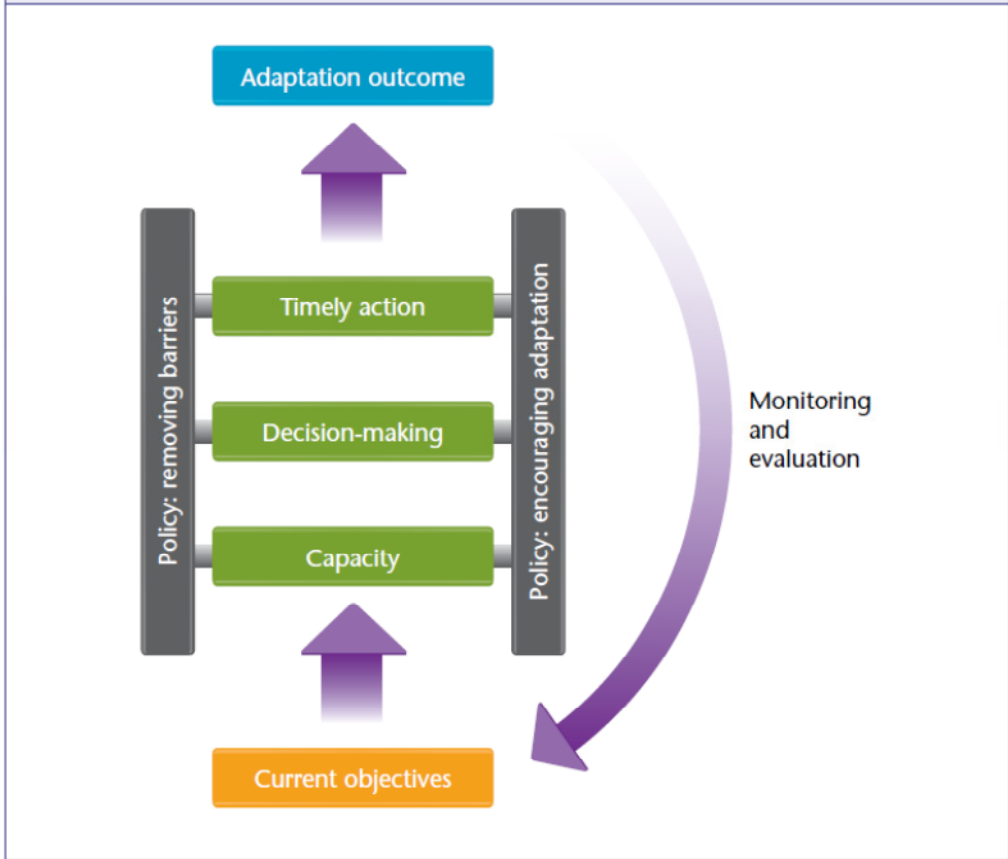 Adaptation outcome
Policy: removing barriers
Timely action
Decision-making
Capacity
Policy: encouraging adaptation
Monitoring
and
evaluation
Current objectives